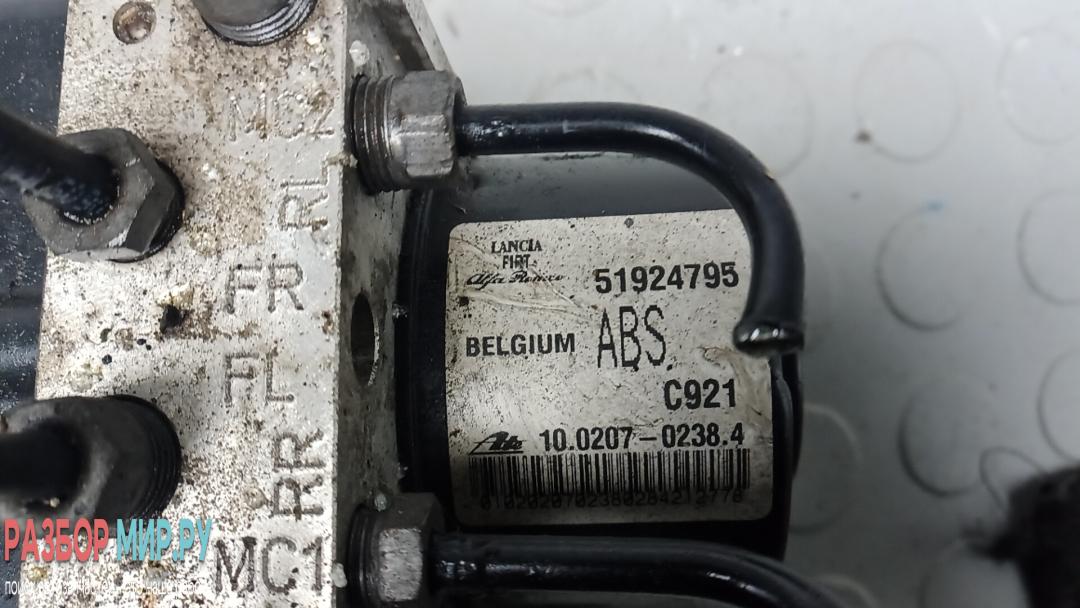 MC2
RL
FR
FL
RR
MC1
LANCIA
FIAT
Alfa Romeo
51924795
BELGIUM ABS
C921
Ate 10.0207-0238.4
РАЗБОР МИР.РУ